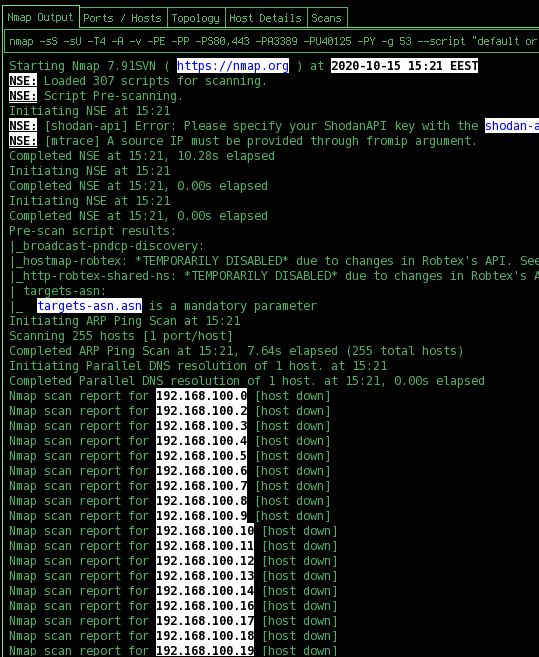 Nmap Output Ports / Hosts Topology Host Details Scans
nmap -sS -sU -T4 -A -v -PE -PP -PS80,443 -PA3389 -PU40125 -PY -g 53 --script "default or
Starting Nmap 7.91SVN ( https://nmap.org ) at 2020-10-15 15:21 EEST
NSE: Loaded 307 scripts for scanning.
NSE: Script Pre-scanning.
Initiating NSE at 15:21
NSE: [shodan-api] Error: Please specify your ShodanAPI key with the shodan-a
NSE: [mtrace] A source IP must be provided through fromip argument.
Completed NSE at 15:21, 10.28s elapsed
Initiating NSE at 15:21
Completed NSE at 15:21, 0.00s elapsed
Initiating NSE at 15:21
Completed NSE at 15:21, 0.00s elapsed
Pre-scan script results:
|_broadcast-pndcp-discovery:
|_hostmap-robtex: *TEMPORARILY DISABLED* due to changes in Robtex's API. See
|_http-robtex-shared-ns: *TEMPORARILY DISABLED* due to changes in Robtex's A
| targets-asn:
|_  targets-asn.asn is a mandatory parameter
Initiating ARP Ping Scan at 15:21
Scanning 255 hosts [1 port/host]
Completed ARP Ping Scan at 15:21, 7.64s elapsed (255 total hosts)
Initiating Parallel DNS resolution of 1 host. at 15:21
Completed Parallel DNS resolution of 1 host. at 15:21, 0.00s elapsed
Nmap scan report for 192.168.100.0 [host down]
Nmap scan report for 192.168.100.2 [host down]
Nmap scan report for 192.168.100.3 [host down]
Nmap scan report for 192.168.100.4 [host down]
Nmap scan report for 192.168.100.5 [host down]
Nmap scan report for 192.168.100.6 [host down]
Nmap scan report for 192.168.100.7 [host down]
Nmap scan report for 192.168.100.8 [host down]
Nmap scan report for 192.168.100.9 [host down]
Nmap scan report for 192.168.100.10 [host down]
Nmap scan report for 192.168.100.11 [host down]
Nmap scan report for 192.168.100.12 [host down]
Nmap scan report for 192.168.100.13 [host down]
Nmap scan report for 192.168.100.14 [host down]
Nmap scan report for 192.168.100.16 [host down]
Nmap scan report for 192.168.100.17 [host down]
Nmap scan report for 192.168.100.18 [host down]
Nmap scan report for 192.168.100.19 [host down]